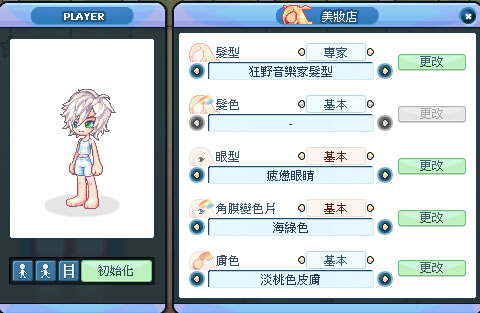 PLAYER
初始化
美妝店
髮型
專家
狂野音樂家髮型
更改
髮色
基本
-
更改
眼型
基本
疲憊眼睛
更改
角膜變色片
基本
海綠色
更改
膚色
基本
淡桃色皮膚
更改